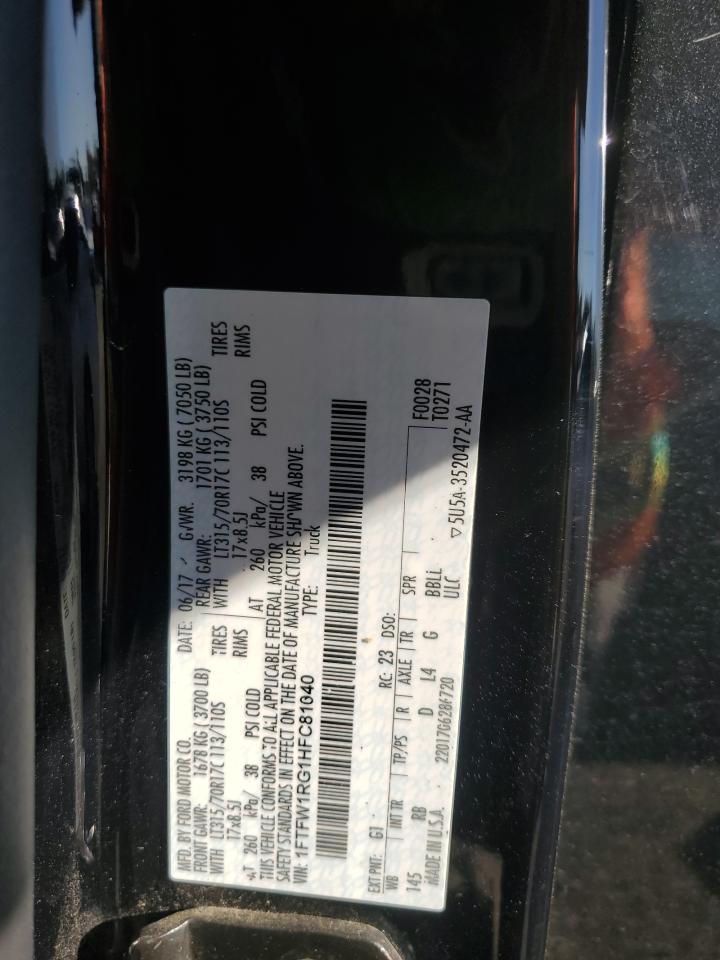 MFD. BY FORD MOTOR CO.
DATE: 06/17 GVWR: 3198 KG ( 7050 LB)
FRONT GAWR: 1678 KG ( 3700 LB)
REAR GAWR: 1701 KG ( 3750 LB)
WITH LT315/70R17C 113/110S TIRES
WITH LT315/70R17C 113/110S TIRES
17x8.5J RIMS
17x8.5J RIMS
AT 260 kPa/ 38 PSI COLD
AT 260 kPa/ 38 PSI COLD
THIS VEHICLE CONFORMS TO ALL APPLICABLE FEDERAL MOTOR VEHICLE
SAFETY STANDARDS IN EFFECT ON THE DATE OF MANUFACTURE SHOWN ABOVE.
VIN: 1FTFW1RG1HFC81040
TYPE: Truck
F0028
EXT PNT: G1 RC: 23 DSO: T0271
WB INT TR TP/PS R AXLE TR SPR
145 RB D L4 G BBLLi
MADE IN U.S.A. ULC ▽5U5A-3520472-AA